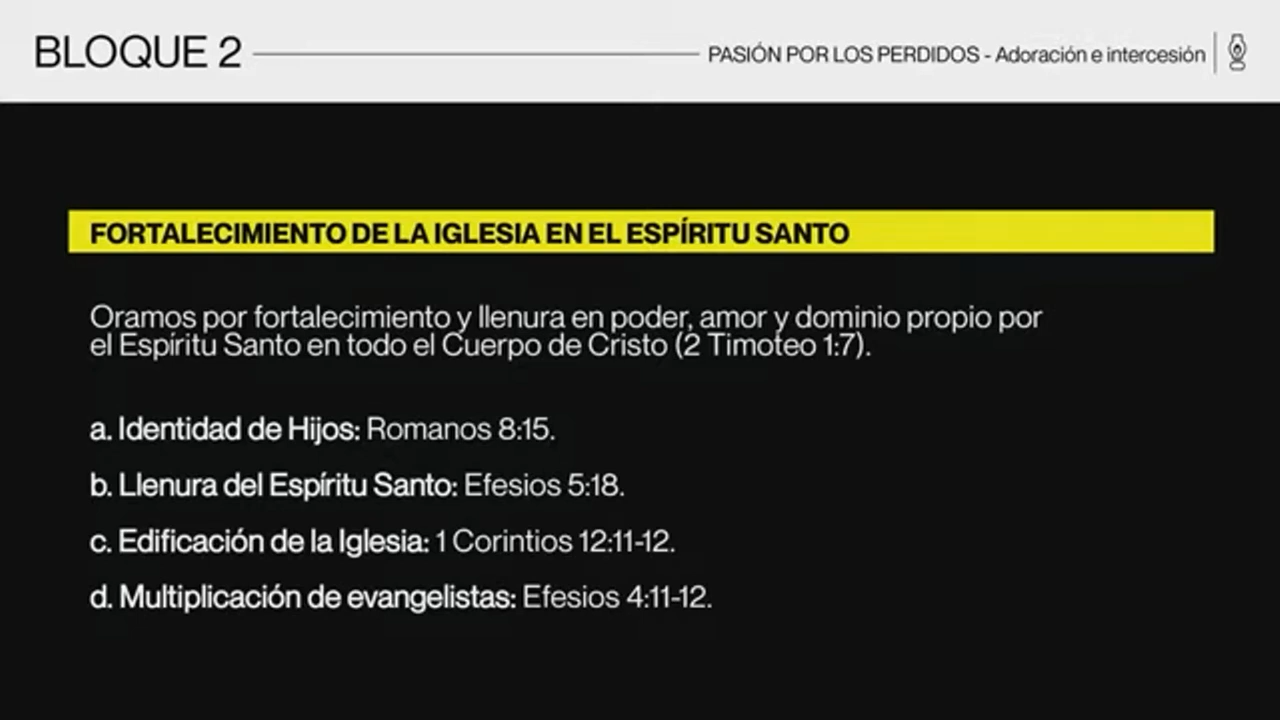 BLOQUE 2
PASIÓN POR LOS PERDIDOS - Adoración e intercesión
FORTALECIMIENTO DE LA IGLESIA EN EL ESPÍRITU SANTO
Oramos por fortalecimiento y llenura en poder, amor y dominio propio por
el Espíritu Santo en todo el Cuerpo de Cristo (2 Timoteo 1:7).
a. Identidad de Hijos: Romanos 8:15.
b. Llenura del Espíritu Santo: Efesios 5:18.
c. Edificación de la Iglesia: 1 Corintios 12:11-12.
d. Multiplicación de evangelistas: Efesios 4:11-12.